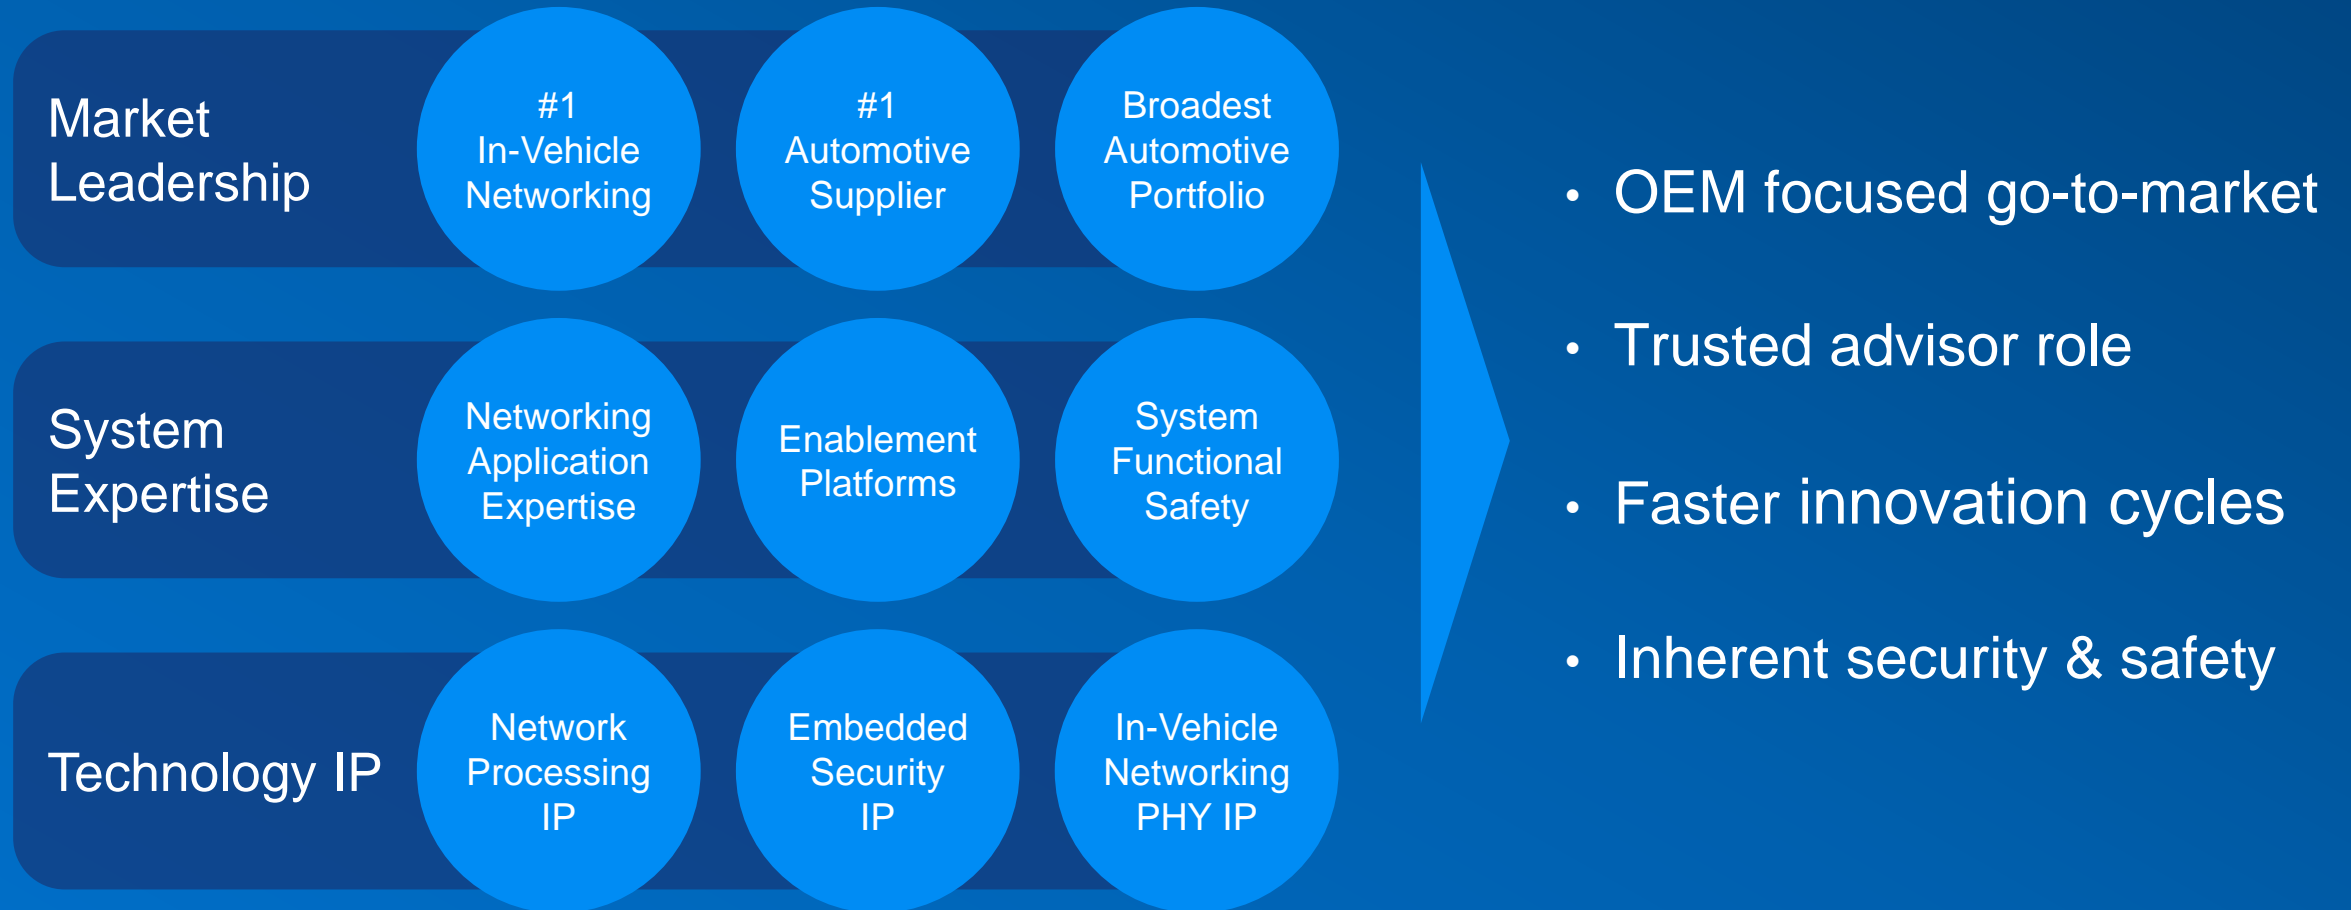 Market
Leadership
#1
In-Vehicle
Networking
#1
Automotive
Supplier
Broadest
Automotive
Portfolio
System
Expertise
Networking
Application
Expertise
Enablement
Platforms
System
Functional
Safety
Technology IP
Network
Processing
IP
Embedded
Security
IP
In-Vehicle
Networking
PHY IP
• OEM focused go-to-market
• Trusted advisor role
• Faster innovation cycles
• Inherent security & safety